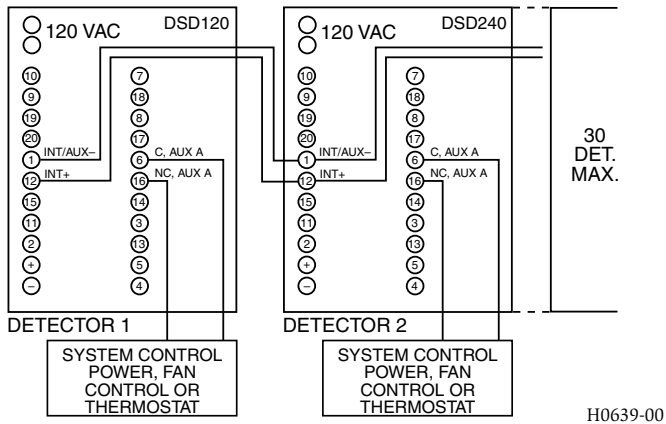 120 VAC DSD120
10
9
19
20
1 INT/AUX–
12 INT+
15
11
2
+
–
7
18
8
17
6 C, AUX A
16 NC, AUX A
14
3
13
5
4
DETECTOR 1
SYSTEM CONTROL
POWER, FAN
CONTROL OR
THERMOSTAT
120 VAC DSD240
10
9
19
20
1 INT/AUX–
12 INT+
15
11
2
+
–
7
18
8
17
6 C, AUX A
16 NC, AUX A
14
3
13
5
4
DETECTOR 2
SYSTEM CONTROL
POWER, FAN
CONTROL OR
THERMOSTAT
30
DET.
MAX.
H0639-00